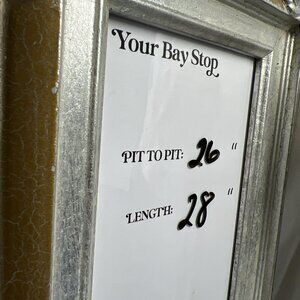 Your Bay Stop
PIT TO PIT: 26 "
LENGTH: 28 "